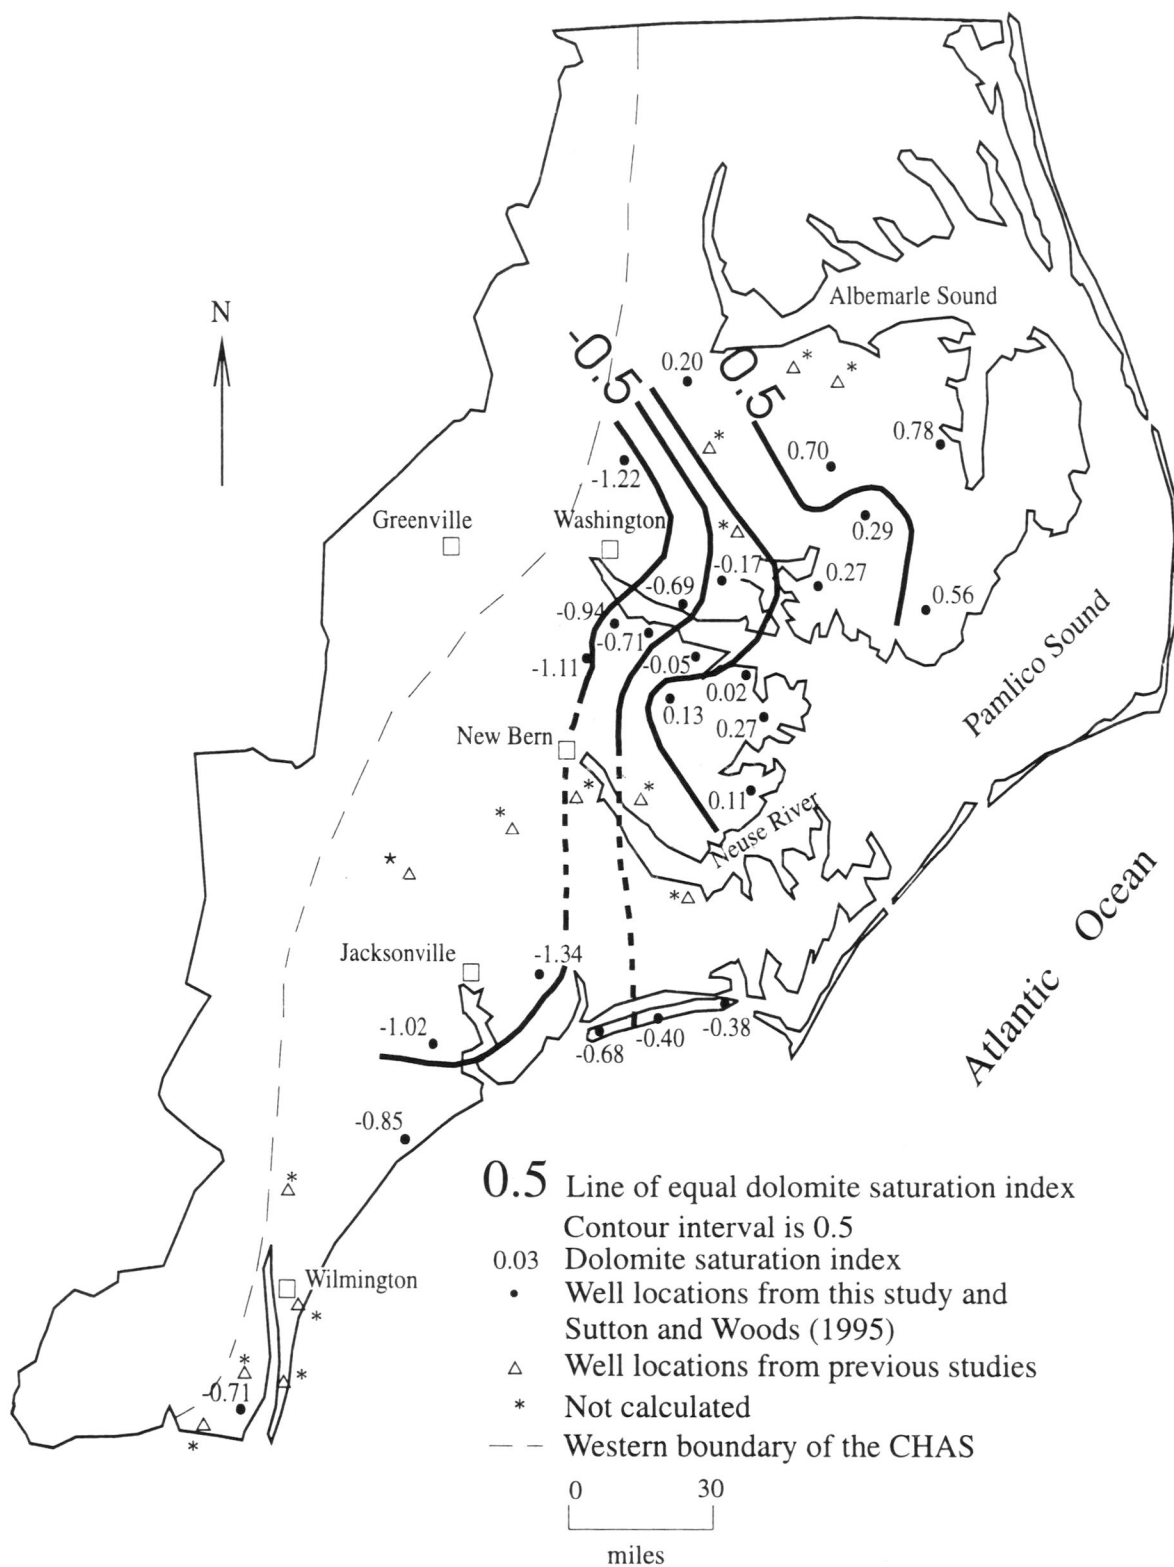 N
Albemarle Sound
-0.5
0.20
0.5
*
*
*
0.78
0.70
-1.22
Greenville
Washington
*
0.29
-0.17
0.27
-0.69
0.56
-0.94
-0.71
-1.11
-0.05
0.02
0.13
0.27
Pamlico Sound
New Bern
*
*
0.11
*
Neuse River
*
*
Atlantic Ocean
Jacksonville
-1.34
-1.02
-0.68
-0.40
-0.38
-0.85
*
Wilmington
*
*
*
-0.71
*
0.5 Line of equal dolomite saturation index
Contour interval is 0.5
0.03 Dolomite saturation index
Well locations from this study and
Sutton and Woods (1995)
Well locations from previous studies
* Not calculated
Western boundary of the CHAS
0 30
miles